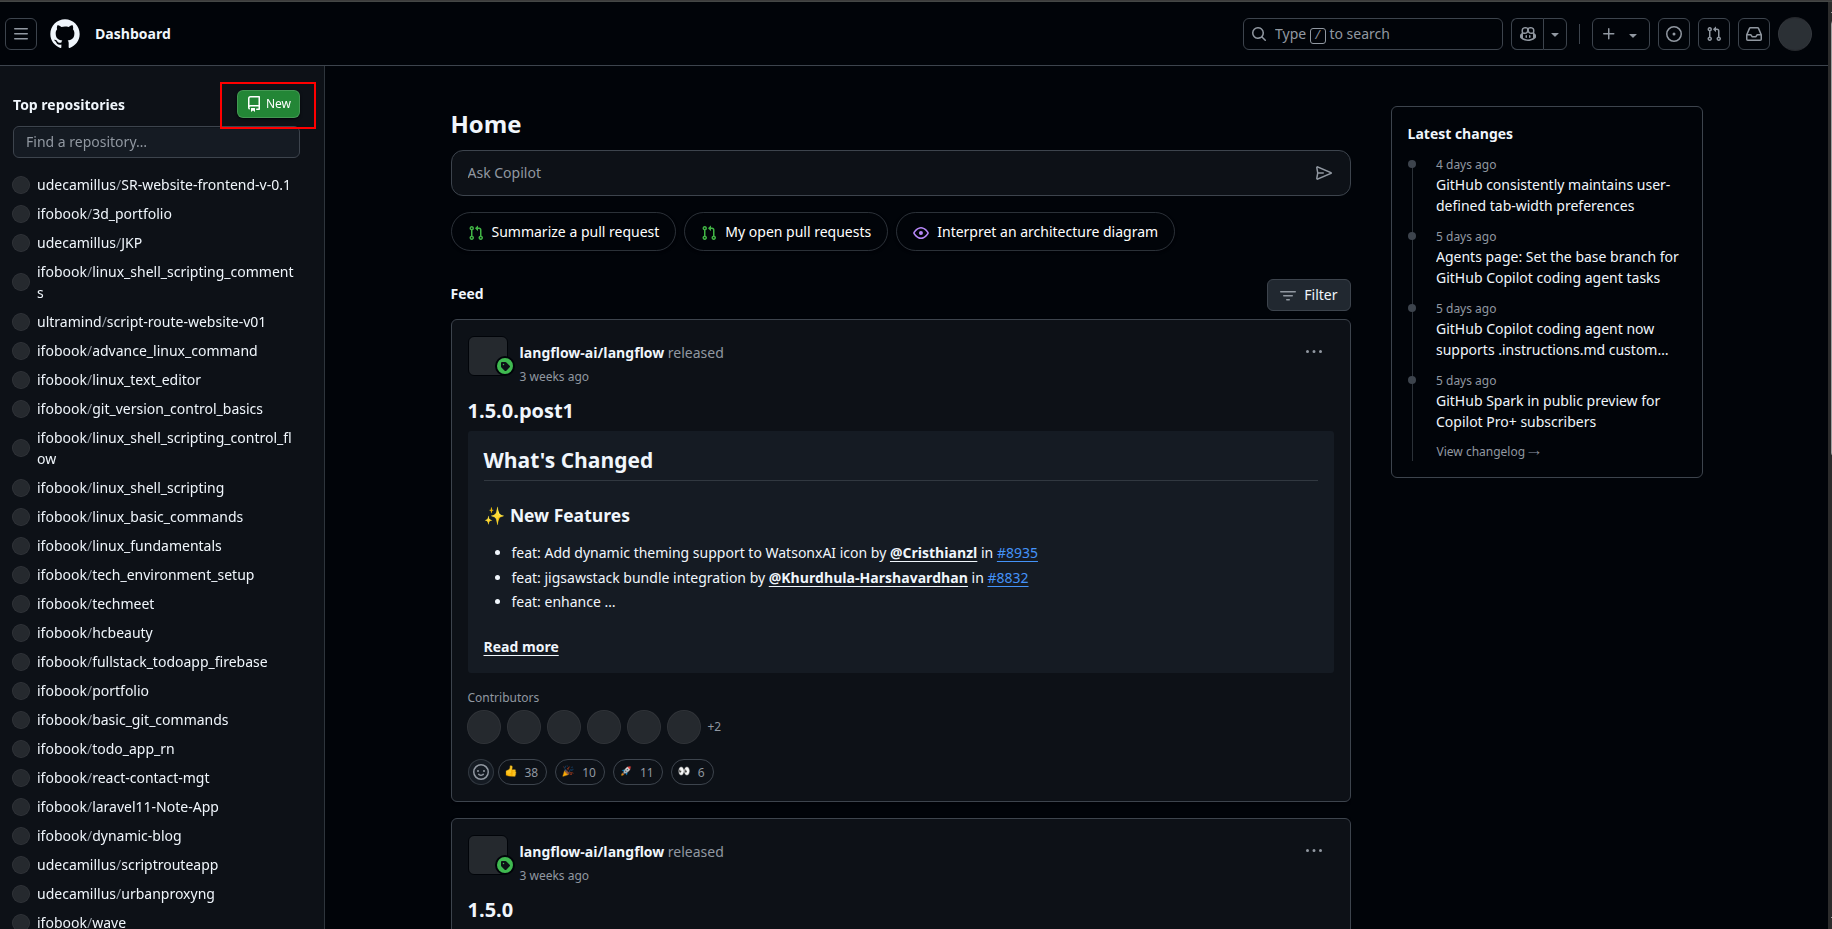 Dashboard
Type / to search
Top repositories
New
Find a repository...
udecamillus/SR-website-frontend-v-0.1
ifobook/3d_portfolio
udecamillus/JKP
ifobook/linux_shell_scripting_comment
s
ultramind/script-route-website-v01
ifobook/advance_linux_command
ifobook/linux_text_editor
ifobook/git_version_control_basics
ifobook/linux_shell_scripting_control_fl
ow
ifobook/linux_shell_scripting
ifobook/linux_basic_commands
ifobook/linux_fundamentals
ifobook/tech_environment_setup
ifobook/techmeet
ifobook/hcbeauty
ifobook/fullstack_todoapp_firebase
ifobook/portfolio
ifobook/basic_git_commands
ifobook/todo_app_rn
ifobook/react-contact-mgt
ifobook/laravel11-Note-App
ifobook/dynamic-blog
udecamillus/scriptrouteapp
udecamillus/urbanproxyng
ifobook/wave
Home
Ask Copilot
Summarize a pull request
My open pull requests
Interpret an architecture diagram
Feed
Filter
langflow-ai/langflow released
3 weeks ago
1.5.0.post1
What's Changed
✨ New Features
• feat: Add dynamic theming support to WatsonxAI icon by @Cristhianzl in #8935
• feat: jigsawstack bundle integration by @Khurdhula-Harshavardhan in #8832
• feat: enhance ...
Read more
Contributors
+2
38
10
11
6
langflow-ai/langflow released
3 weeks ago
1.5.0
Latest changes
4 days ago
GitHub consistently maintains user-
defined tab-width preferences
5 days ago
Agents page: Set the base branch for
GitHub Copilot coding agent tasks
5 days ago
GitHub Copilot coding agent now
supports .instructions.md custom...
5 days ago
GitHub Spark in public preview for
Copilot Pro+ subscribers
View changelog →